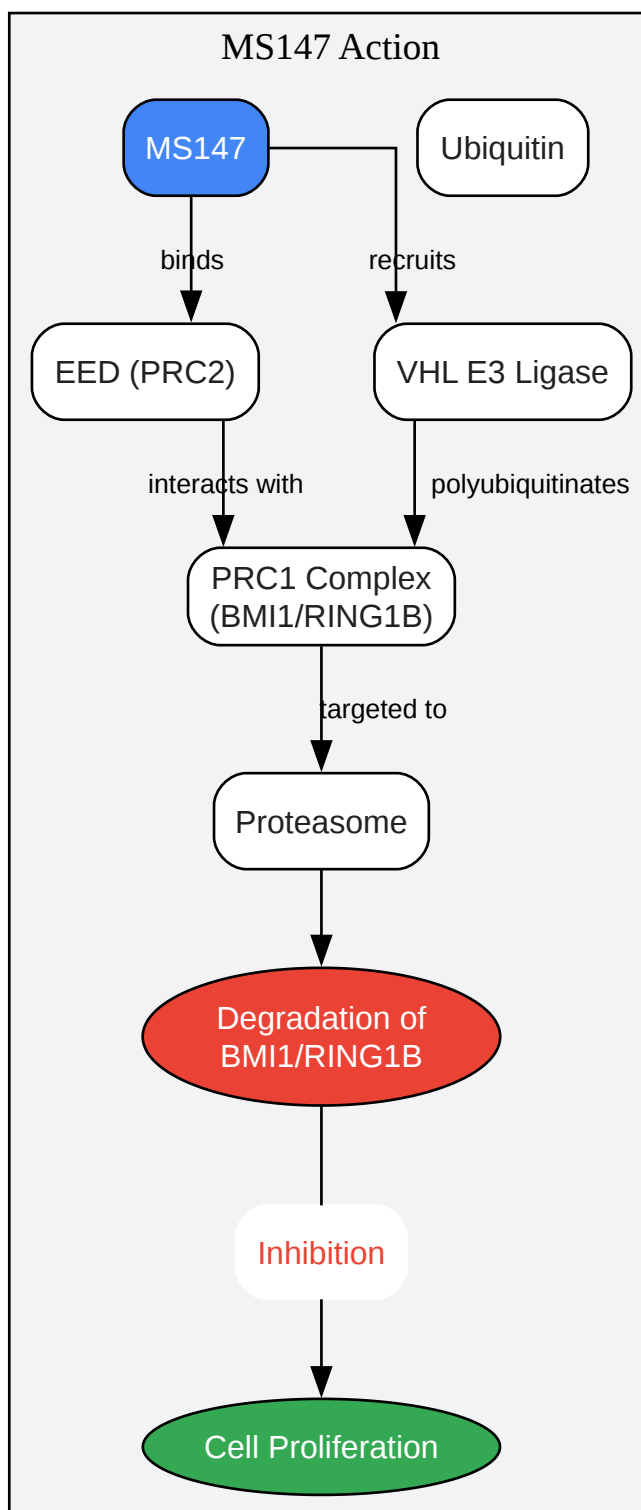 MS147 Action
MS147
Ubiquitin
binds
recruits
EED (PRC2)
VHL E3 Ligase
interacts with
polyubiquitinates
PRC1 Complex
(BMI1/RING1B)
targeted to
Proteasome
Degradation of
BMI1/RING1B
Inhibition
Cell Proliferation